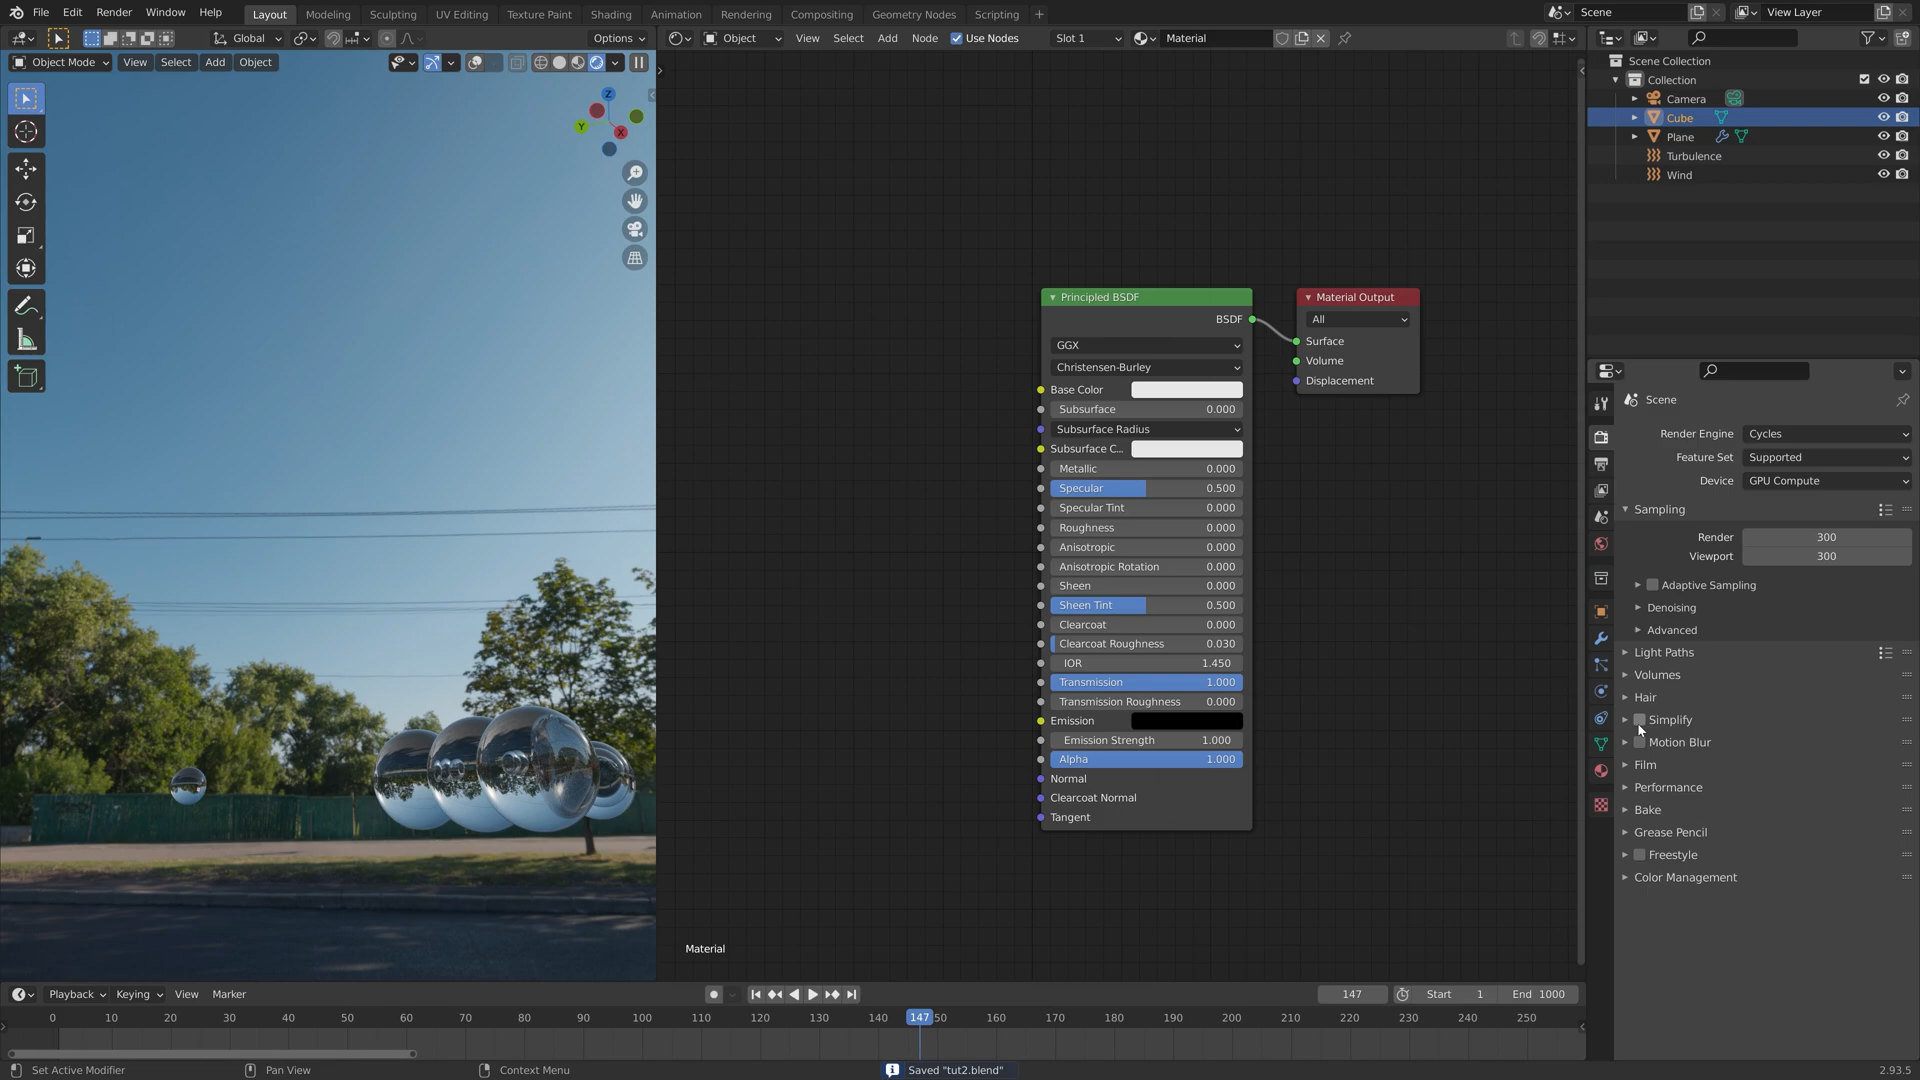 File Edit Render Window Help Layout Modeling Sculpting UV Editing Texture Paint Shading Animation Rendering Compositing Geometry Nodes Scripting + Scene View Layer
Global Options Object View Select Add Node Use Nodes Slot 1 Material
Object Mode View Select Add Object
Z
Y
X
Principled BSDF
BSDF
GGX
Christensen-Burley
Base Color
Subsurface 0.000
Subsurface Radius
Subsurface C...
Metallic 0.000
Specular 0.500
Specular Tint 0.000
Roughness 0.000
Anisotropic 0.000
Anisotropic Rotation 0.000
Sheen 0.000
Sheen Tint 0.500
Clearcoat 0.000
Clearcoat Roughness 0.030
IOR 1.450
Transmission 1.000
Transmission Roughness 0.000
Emission
Emission Strength 1.000
Alpha 1.000
Normal
Clearcoat Normal
Tangent
Material Output
All
Surface
Volume
Displacement
Material
Scene Collection
Collection
Camera
Cube
Plane
Turbulence
Wind
Scene
Render Engine Cycles
Feature Set Supported
Device GPU Compute
Sampling
Render 300
Viewport 300
Adaptive Sampling
Denoising
Advanced
Light Paths
Volumes
Hair
Simplify
Motion Blur
Film
Performance
Bake
Grease Pencil
Freestyle
Color Management
Playback Keying View Marker 147 Start 1 End 1000
0 10 20 30 40 50 60 70 80 90 100 110 120 130 140 147 50 160 170 180 190 200 210 220 230 240 250
Set Active Modifier Pan View Context Menu Saved "tut2.blend" 2.93.5